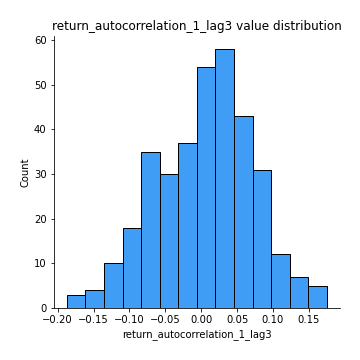 return_autocorrelation_1_lag3 value distribution
60
50
40
30
20
10
0
Count
−0.20 −0.15 −0.10 −0.05 0.00 0.05 0.10 0.15
return_autocorrelation_1_lag3